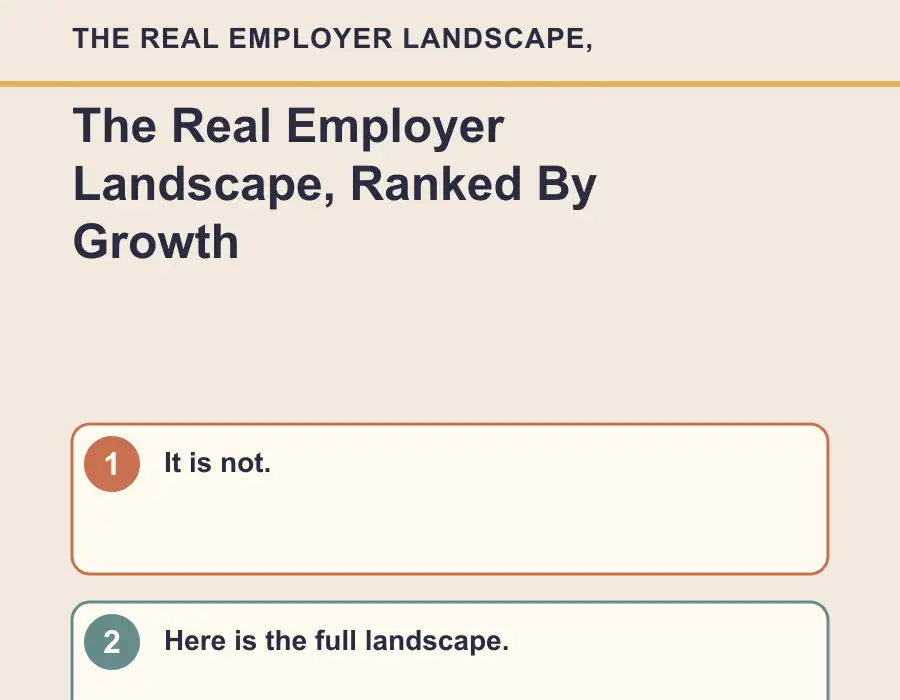 THE REAL EMPLOYER LANDSCAPE,
The Real Employer
Landscape, Ranked By
Growth
1 It is not.
2 Here is the full landscape.